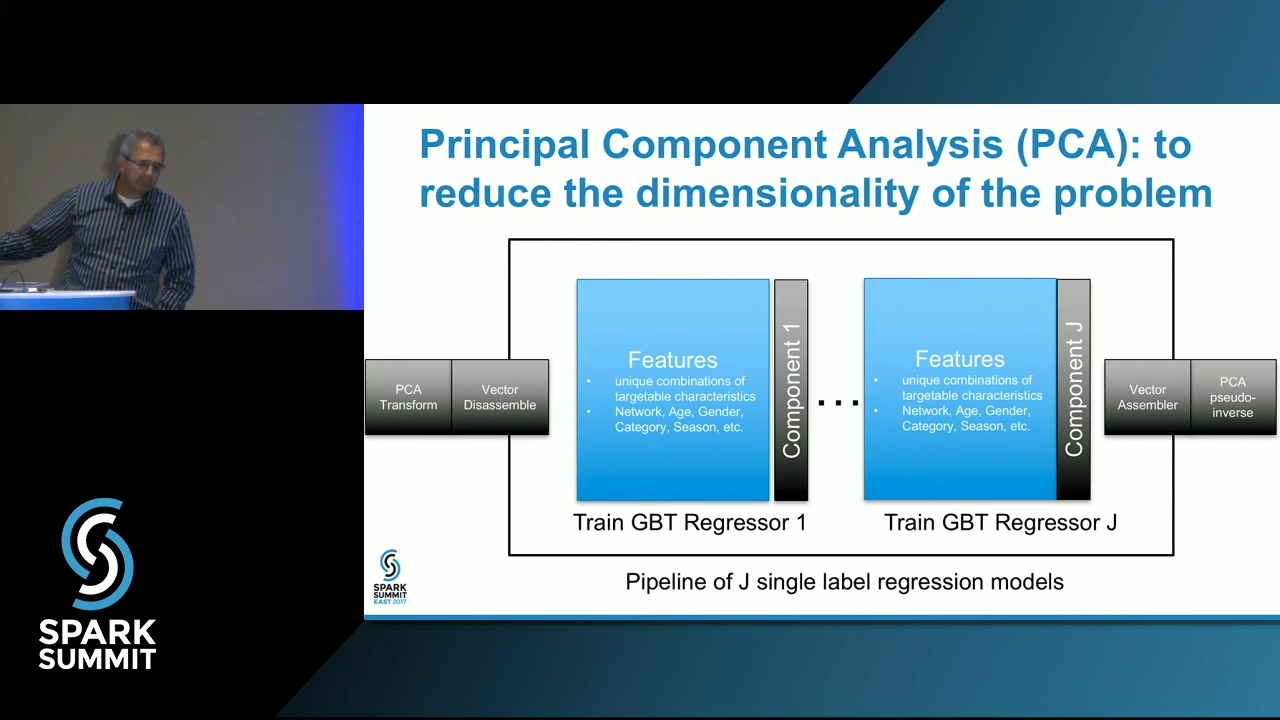 Principal Component Analysis (PCA): to
reduce the dimensionality of the problem
PCA
Transform
Vector
Disassemble
Features
• unique combinations of
targetable characteristics
• Network, Age, Gender,
Category, Season, etc.
Component 1
...
Features
• unique combinations of
targetable characteristics
• Network, Age, Gender,
Category, Season, etc.
Component J
Vector
Assembler
PCA
pseudo-
inverse
Train GBT Regressor 1
Train GBT Regressor J
Pipeline of J single label regression models
SPARK
SUMMIT
EAST 2017
SPARK
SUMMIT